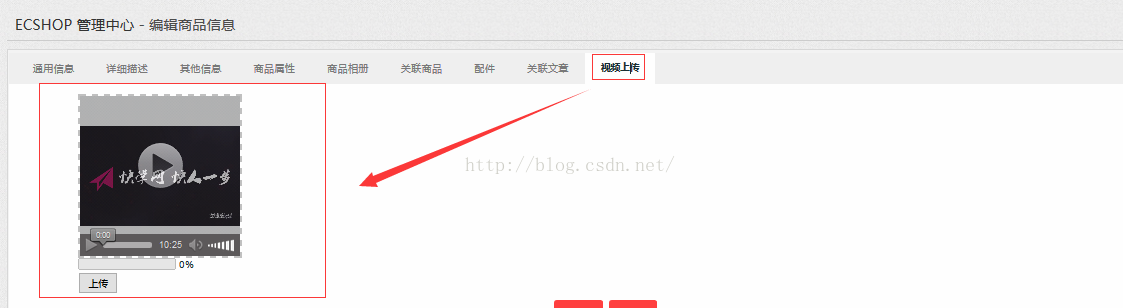 ECSHOP 管理中心 - 编辑商品信息
通用信息 详细描述 其他信息 商品属性 商品相册 关联商品 配件 关联文章 视频上传
http://blog.csdn.net/
快学网 快人一步
0:00
10:25
0%
上传